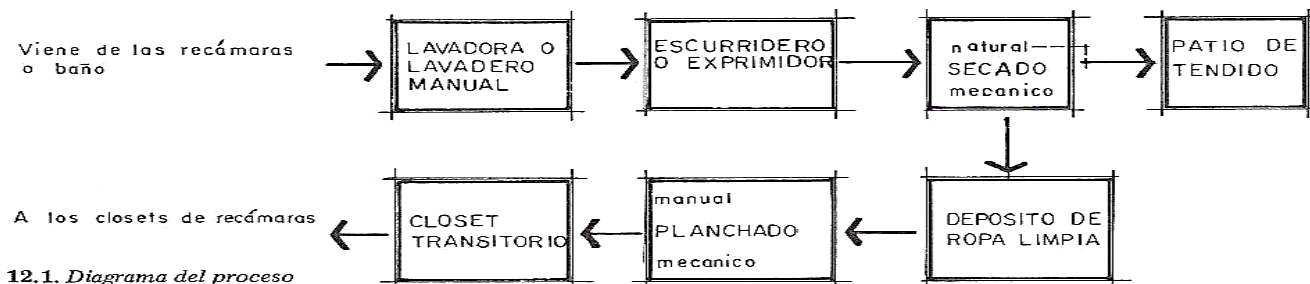 Viene de las recámaras
o baño
LAVADORA O
LAVADERO
MANUAL
ESCURRIDERO
O EXPRIMIDOR
natural
SECADO
mecanico
PATIO DE
TENDIDO
A los closets de recámaras
CLOSET
TRANSITORIO
manual
PLANCHADO
mecanico
DEPOSITO DE
ROPA LIMPIA
12.1. Diagrama del proceso